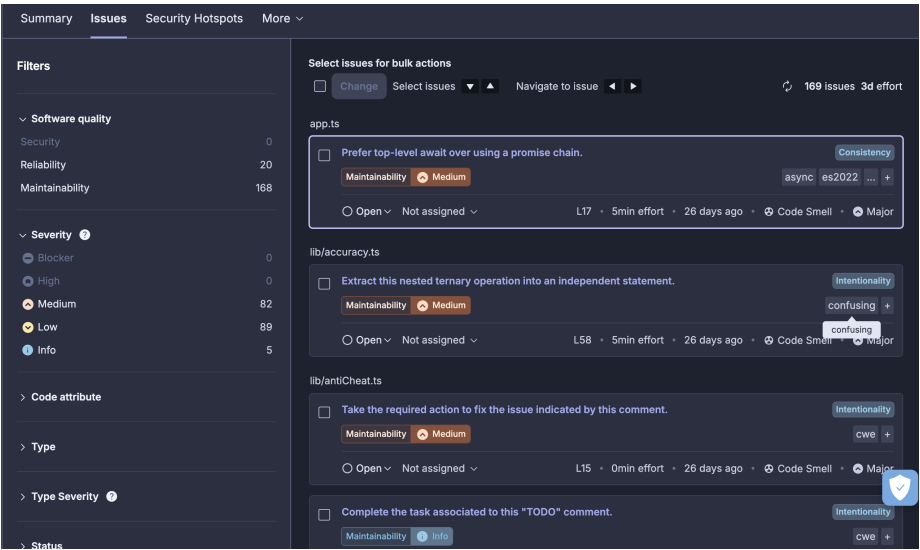 Summary Issues Security Hotspots More
Filters
Software quality
Security 0
Reliability 20
Maintainability 168
Severity ?
Blocker 0
High 0
Medium 82
Low 89
Info 5
Code attribute
Type
Type Severity ?
Status
Select issues for bulk actions
Change Select issues Navigate to issue 169 issues 3d effort
app.ts
Prefer top-level await over using a promise chain. Consistency
Maintainability Medium async es2022 ... +
Open Not assigned L17 • 5min effort • 26 days ago • Code Smell • Major
lib/accuracy.ts
Extract this nested ternary operation into an independent statement. Intentionality
Maintainability Medium confusing +
confusing
Open Not assigned L58 • 5min effort • 26 days ago • Code Smell • Major
lib/antiCheat.ts
Take the required action to fix the issue indicated by this comment. Intentionality
Maintainability Medium cwe +
Open Not assigned L15 • 0min effort • 26 days ago • Code Smell • Major
Complete the task associated to this "TODO" comment. Intentionality
Maintainability Info cwe +